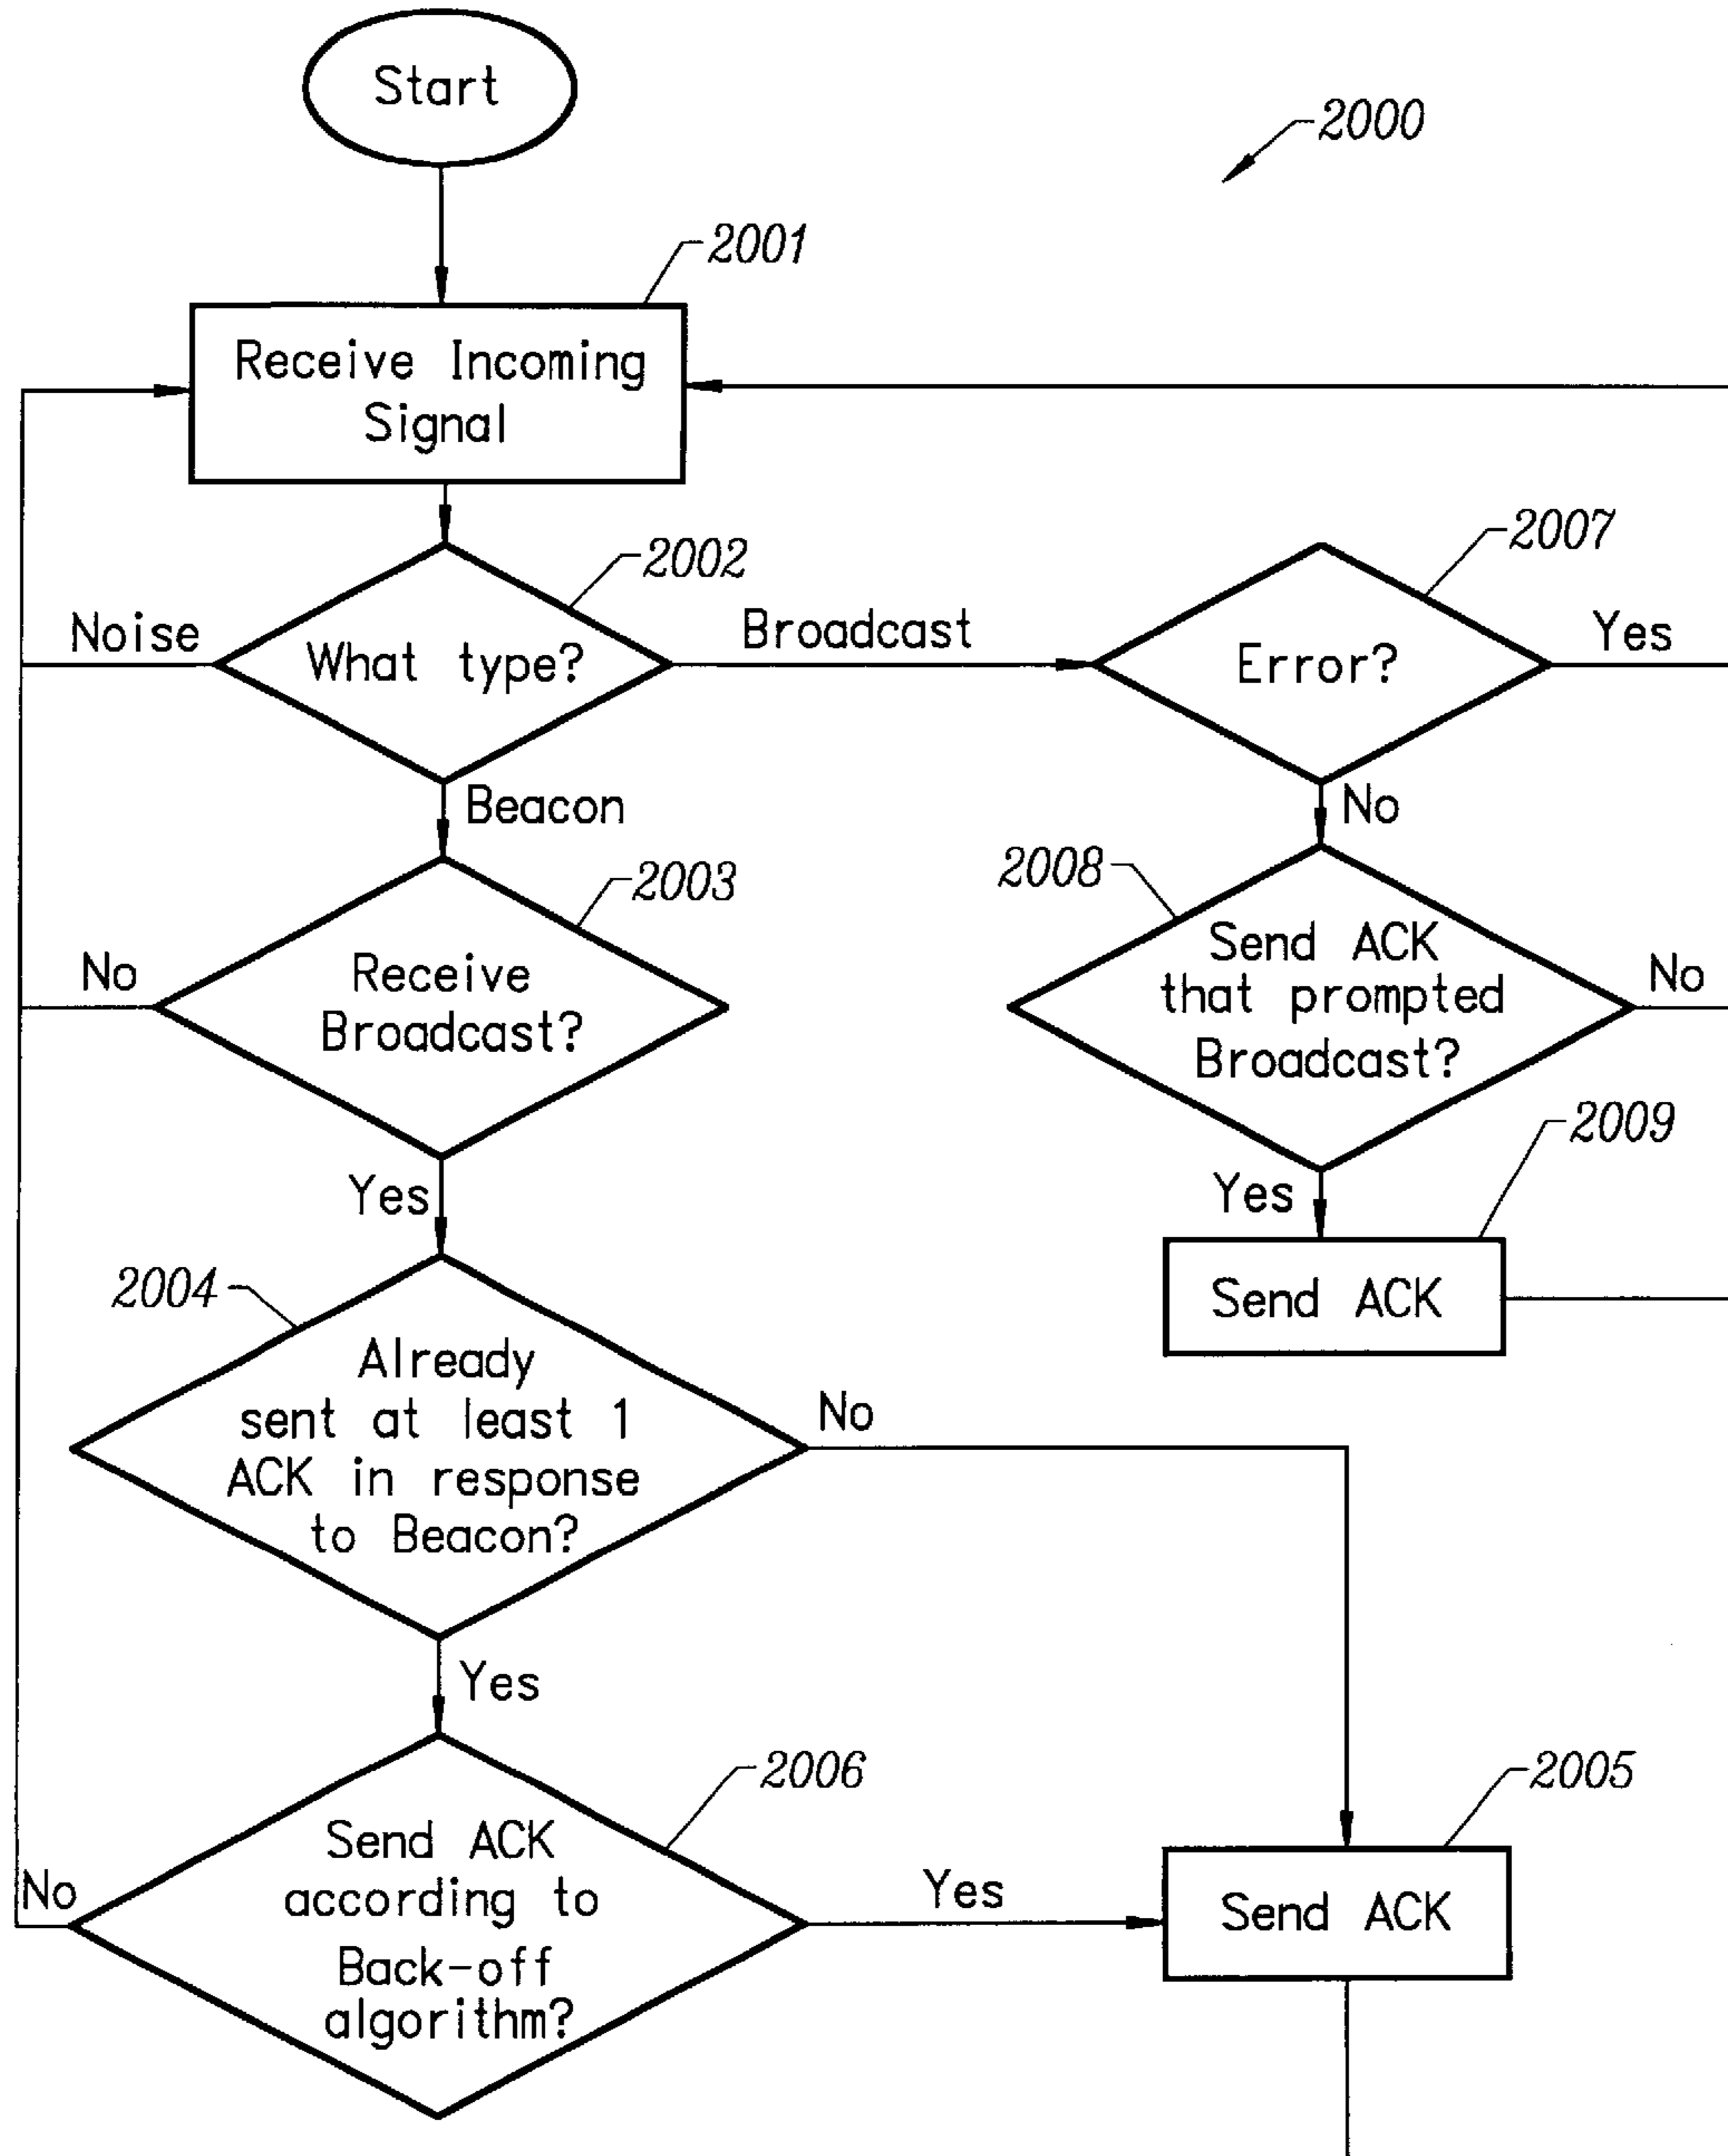 Start
2000
2001
Receive Incoming
Signal
2002
2007
Noise
What type?
Broadcast
Error?
Yes
Beacon
No
2003
2008
No
Receive
Broadcast?
Send ACK
that prompted
Broadcast?
No
Yes
Yes
2009
2004
Send ACK
Already
sent at least 1
ACK in response
to Beacon?
No
Yes
2006
2005
No
Send ACK
according to
Back-off
algorithm?
Yes
Send ACK